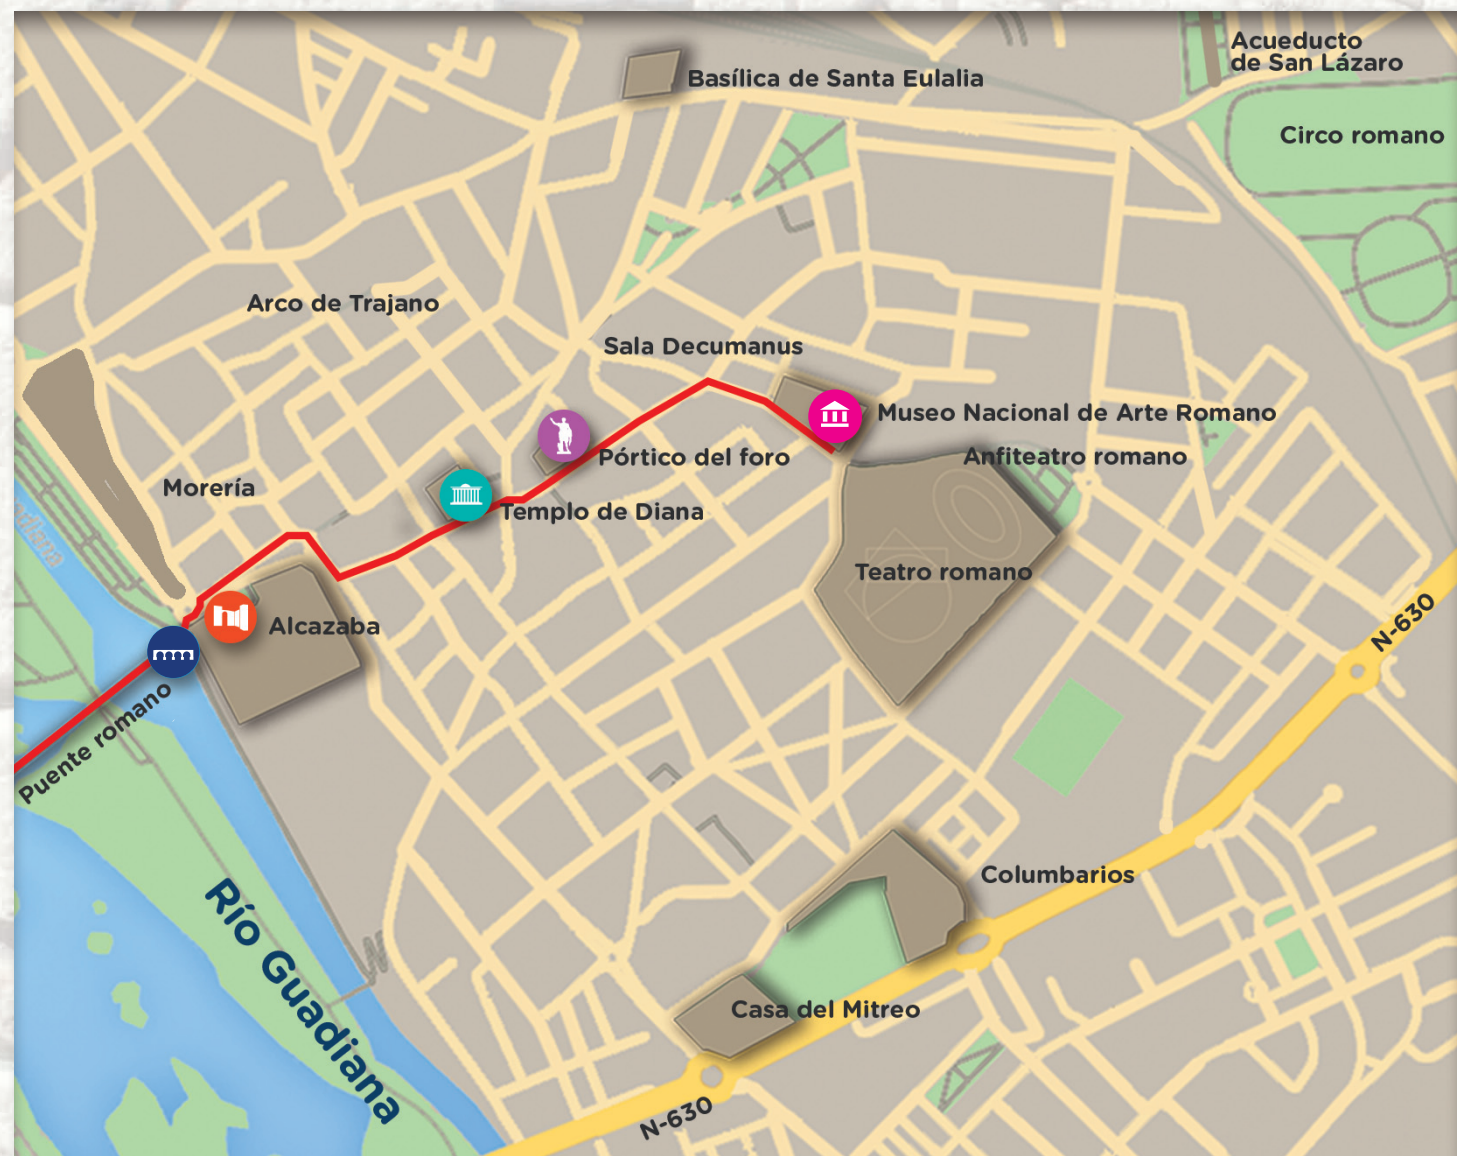 Acueducto
de San Lázaro
Basílica de Santa Eulalia
Circo romano
Arco de Trajano
Sala Decumanus
Museo Nacional de Arte Romano
Pórtico del foro
Anfiteatro romano
Morería
Templo de Diana
Teatro romano
Alcazaba
N-630
Puente romano
Columbarios
Río Guadiana
Casa del Mitreo
N-630